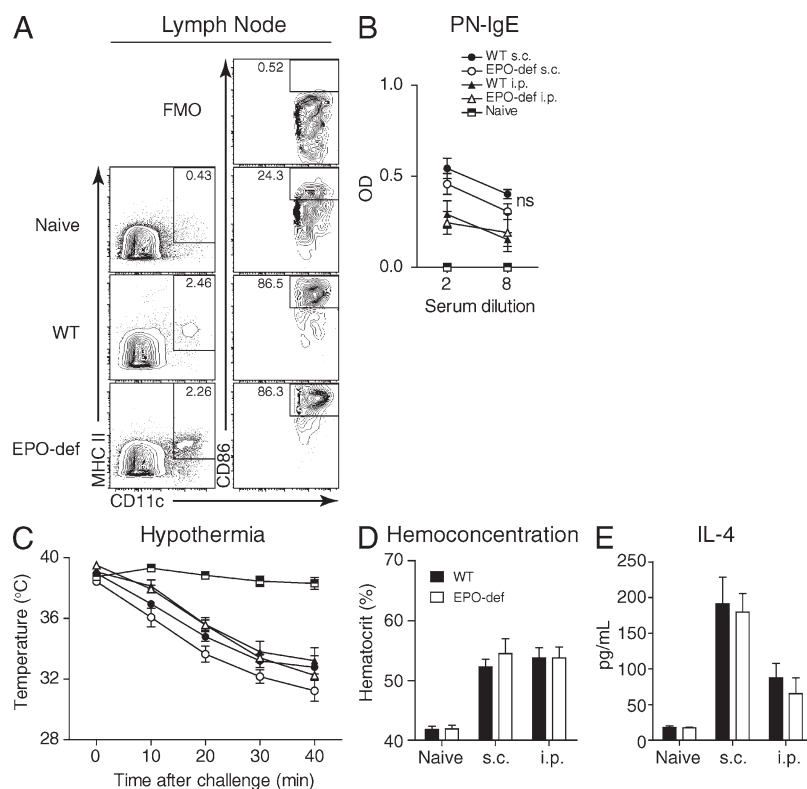 A
Lymph Node
FMO
0.52
Naive
0.43
24.3
WT
2.46
86.5
EPO-def
2.26
86.3
MHC II
CD86
CD11c
B
PN-IgE
WT s.c.
EPO-def s.c.
WT i.p.
EPO-def i.p.
Naive
1.0
0.5
0.0
OD
ns
2 8
Serum dilution
C
Hypothermia
40
36
32
28
Temperature (°C)
0 10 20 30 40
Time after challenge (min)
D
Hemoconcentration
WT
EPO-def
70
60
50
40
Hematocrit (%)
Naive s.c. i.p.
E
IL-4
250
200
150
100
50
0
pg/mL
Naive s.c. i.p.